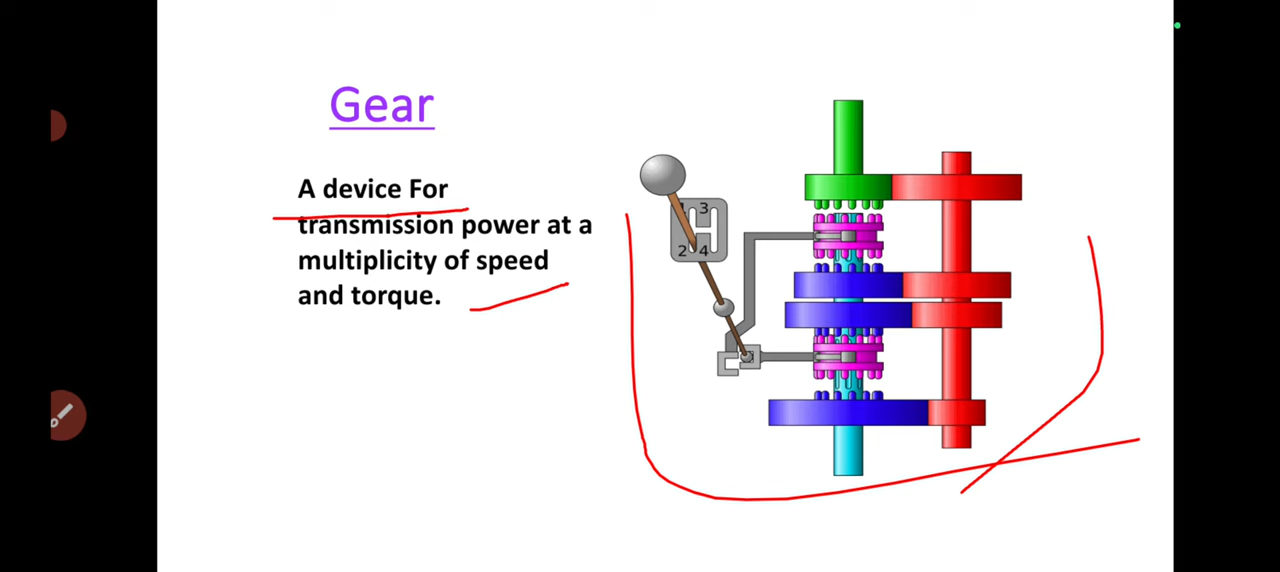 Gear
A device For
transmission power at a
multiplicity of speed
and torque.
3
2 4